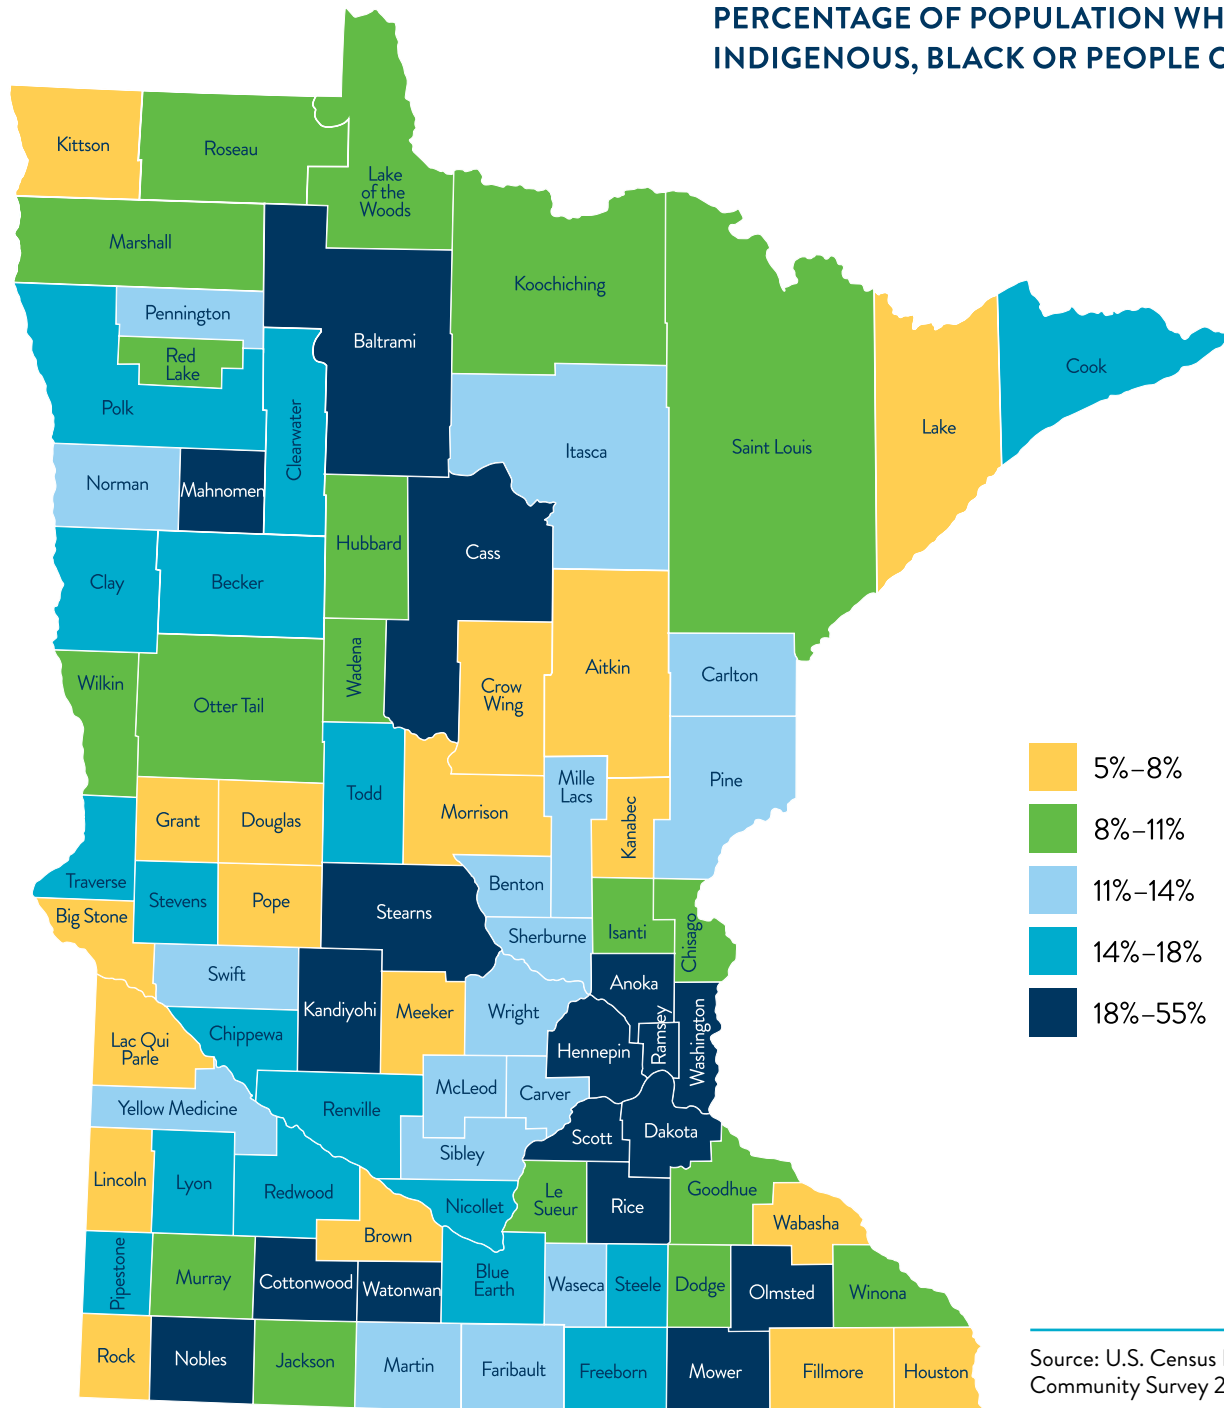 PERCENTAGE OF POPULATION WH
INDIGENOUS, BLACK OR PEOPLE
Kittson
Roseau
Lake
of the
Woods
Marshall
Koochiching
Pennington
Baltrami
Red
Lake
Cook
Polk
Clearwater
Lake
Saint Louis
Itasca
Norman
Mahnomen
Hubbard
Cass
Clay
Becker
Wadena
Aitkin
Carlton
Wilkin
Crow
Wing
Otter Tail
Mille
Lacs
Pine
5%–8%
Todd
Morrison
Kanabec
Grant
Douglas
8%–11%
Traverse
Benton
11%–14%
Stevens
Pope
Stearns
Big Stone
Sherburne
Isanti
Chisago
14%–18%
Swift
Anoka
Kandiyohi
Meeker
Wright
18%–55%
Chippewa
Ramsey
Washington
Lac Qui
Parle
Hennepin
McLeod
Carver
Yellow Medicine
Renville
Scott
Dakota
Sibley
Lincoln
Lyon
Redwood
Nicollet
Le
Sueur
Rice
Goodhue
Wabasha
Brown
Pipestone
Murray
Cottonwood
Watonwan
Blue
Earth
Waseca
Steele
Dodge
Olmsted
Winona
Rock
Nobles
Jackson
Martin
Faribault
Freeborn
Mower
Fillmore
Houston
Source: U.S. Census
Community Survey 2